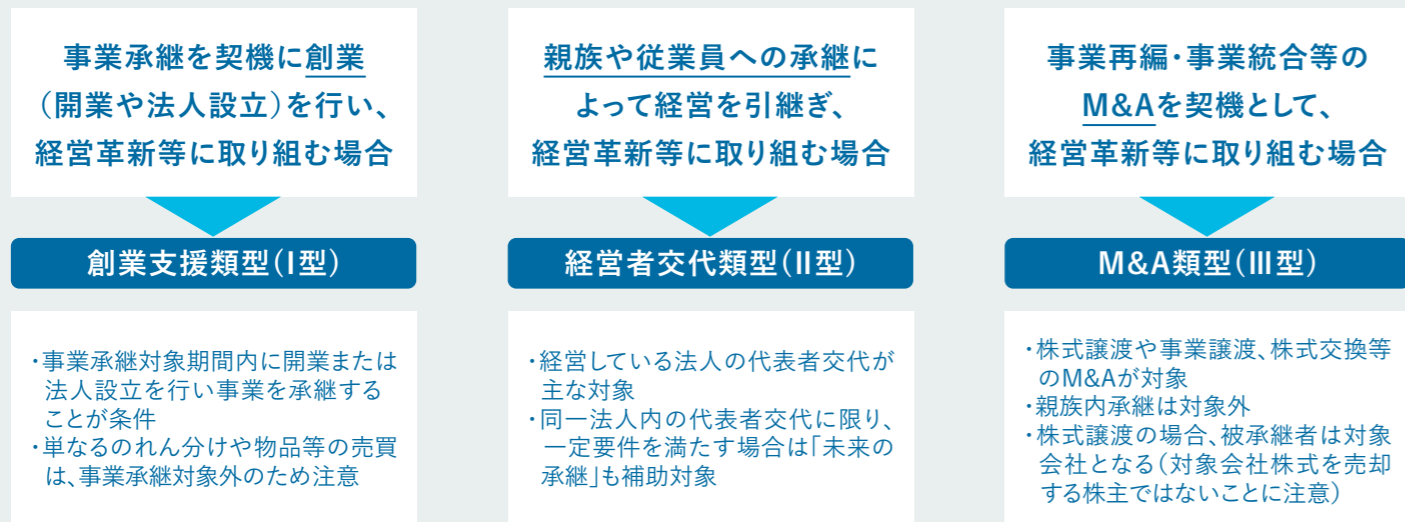 事業承継を契機に創業
（開業や法人設立）を行い、
経営革新等に取り組む場合
創業支援類型（Ⅰ型）
・事業承継対象期間内に開業または
法人設立を行い事業を承継する
ことが条件
・単なるのれん分けや物品等の売買
は、事業承継対象外のため注意
親族や従業員への承継に
よって経営を引継ぎ、
経営革新等に取り組む場合
経営者交代類型（Ⅱ型）
・経営している法人の代表者交代が
主な対象
・同一法人内の代表者交代に限り、
一定要件を満たす場合は「未来の
承継」も補助対象
事業再編・事業統合等の
M&Aを契機として、
経営革新等に取り組む場合
M&A類型（Ⅲ型）
・株式譲渡や事業譲渡、株式交換等
のM&Aが対象
・親族内承継は対象外
・株式譲渡の場合、被承継者は対象
会社となる（対象会社株式を売却
する株主ではないことに注意）